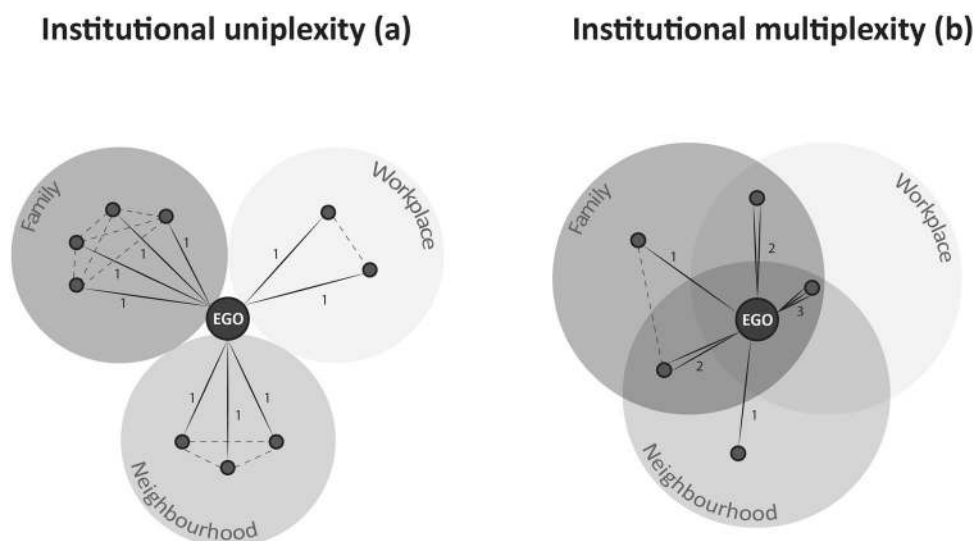 Institutional uniplexity (a)
Institutional multiplexity (b)
Family
Workplace
1
1
1
1
1
1
EGO
1
1
1
Neighbourhood
Family
Workplace
1
2
EGO
3
2
1
Neighbourhood